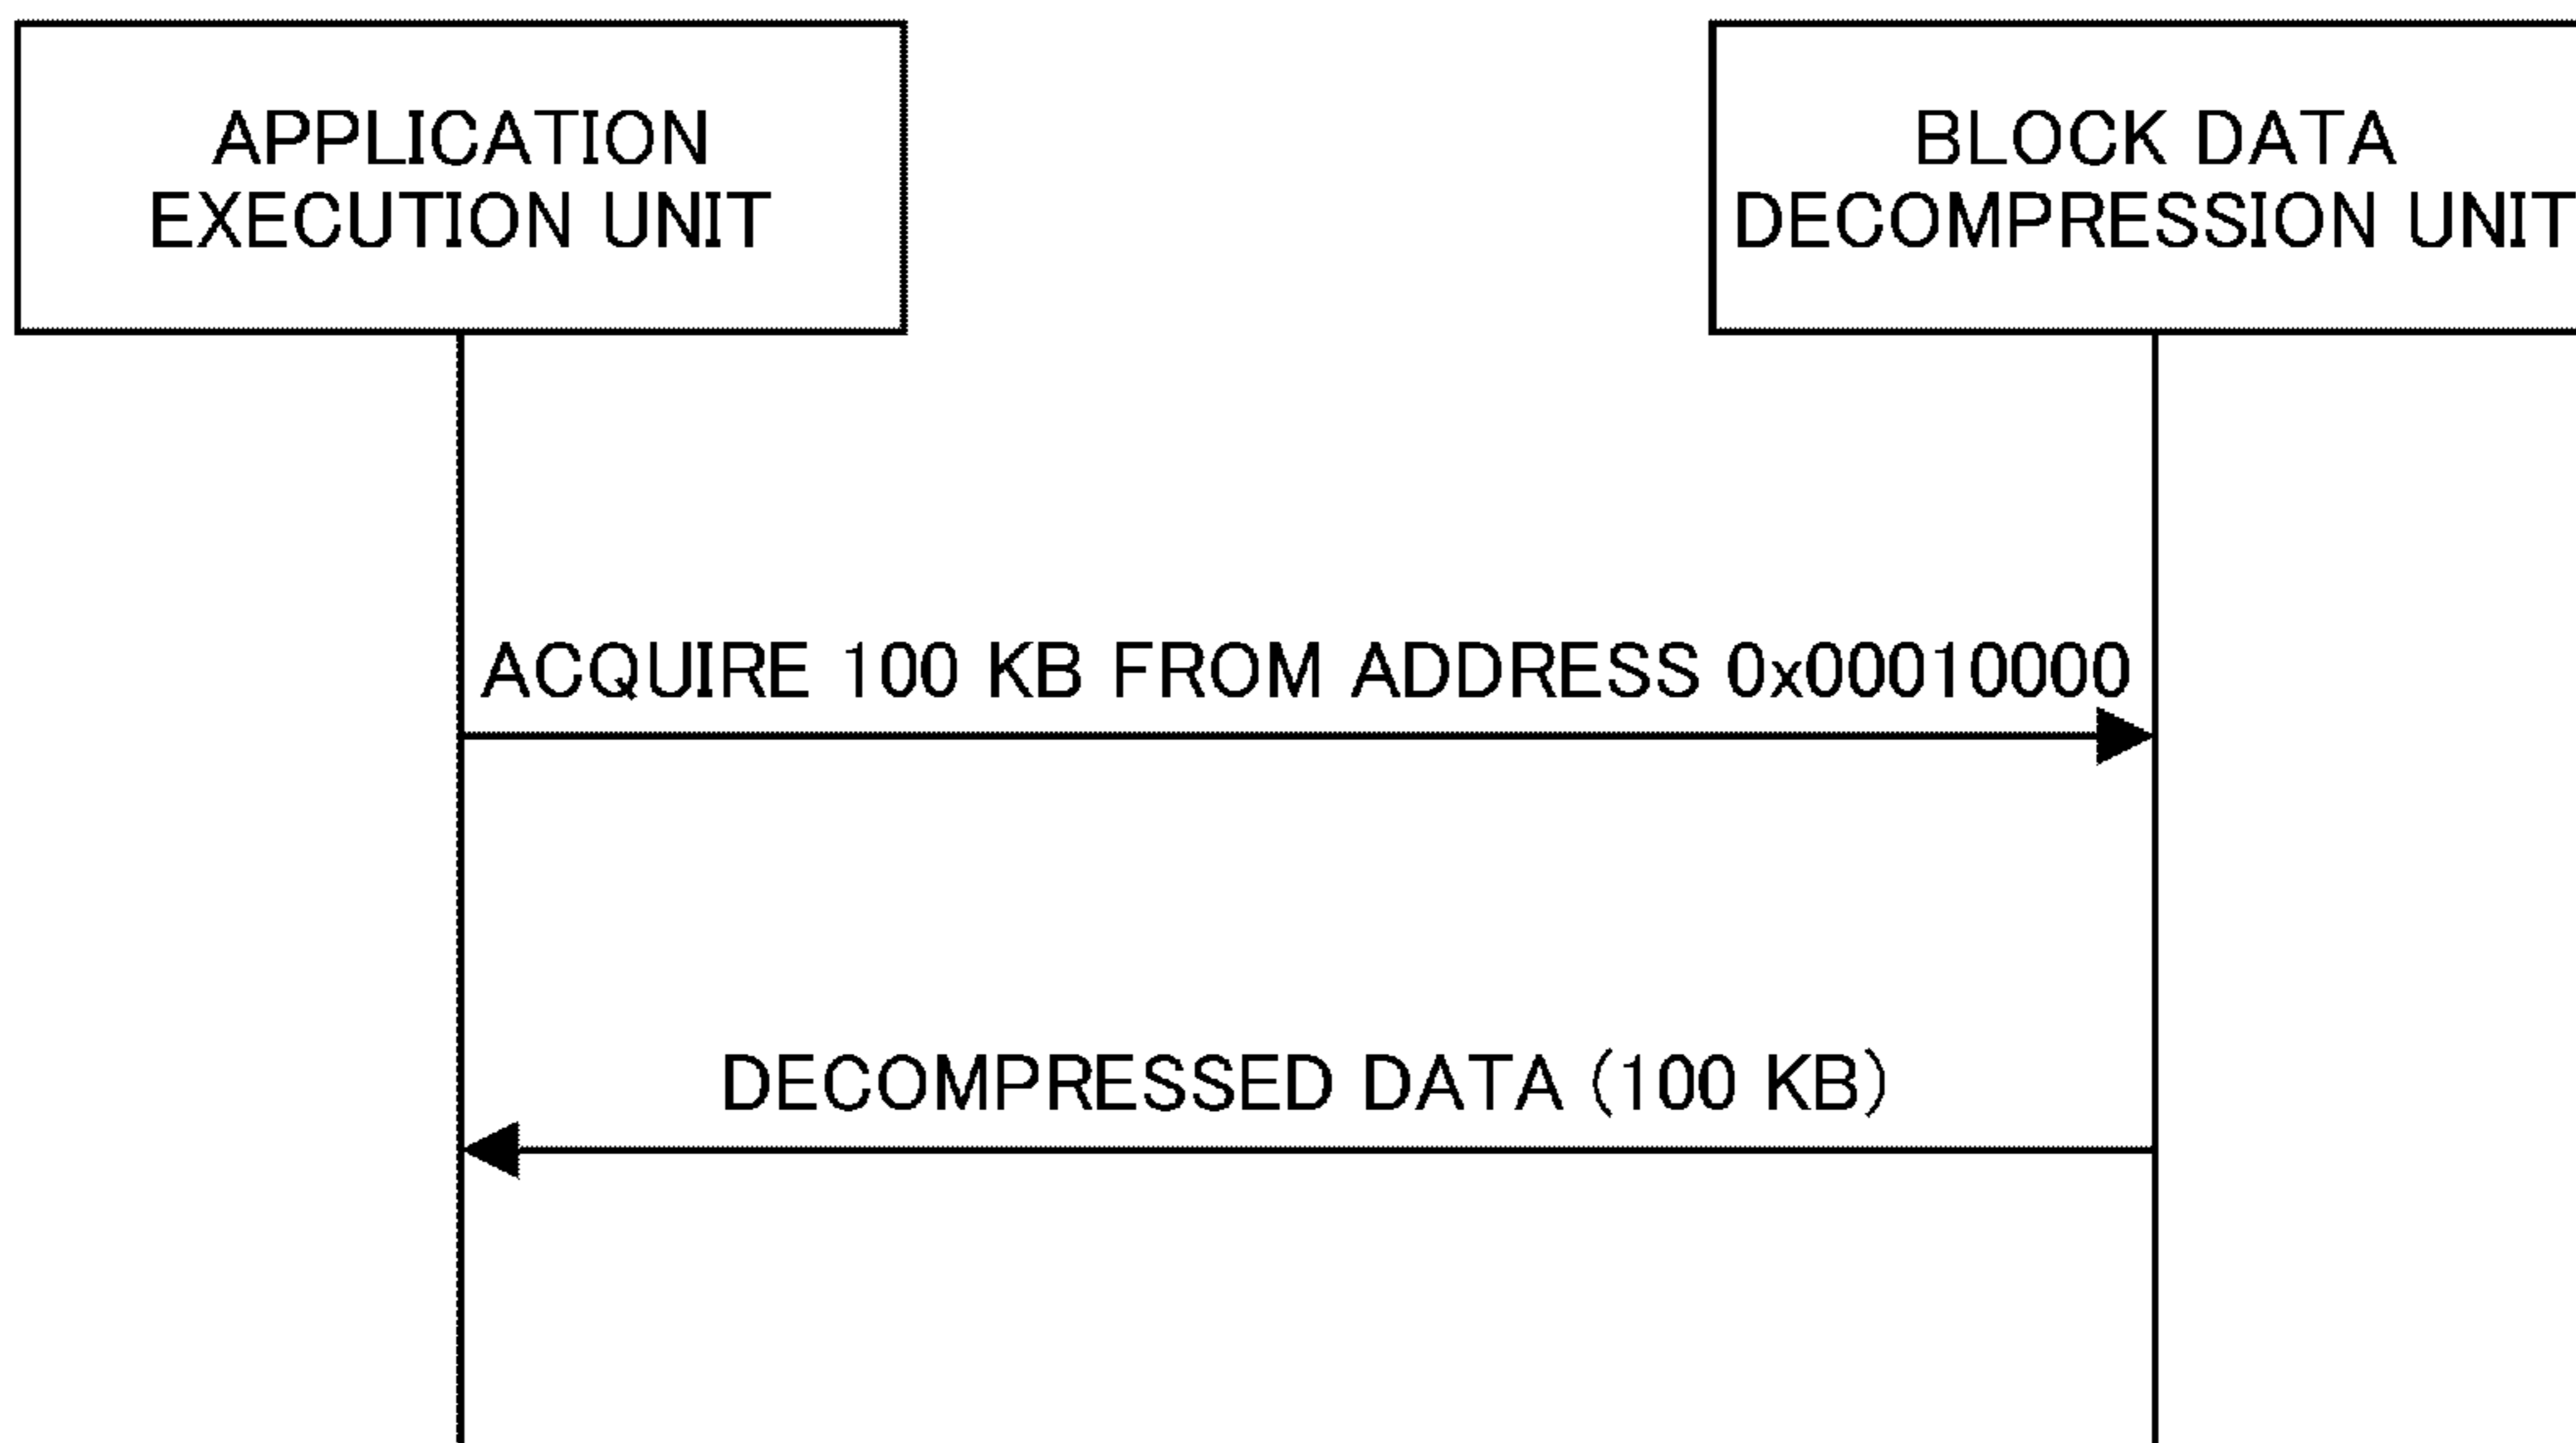 APPLICATION
EXECUTION UNIT
BLOCK DATA
DECOMPRESSION UNIT
ACQUIRE 100 KB FROM ADDRESS 0x00010000
DECOMPRESSED DATA (100 KB)